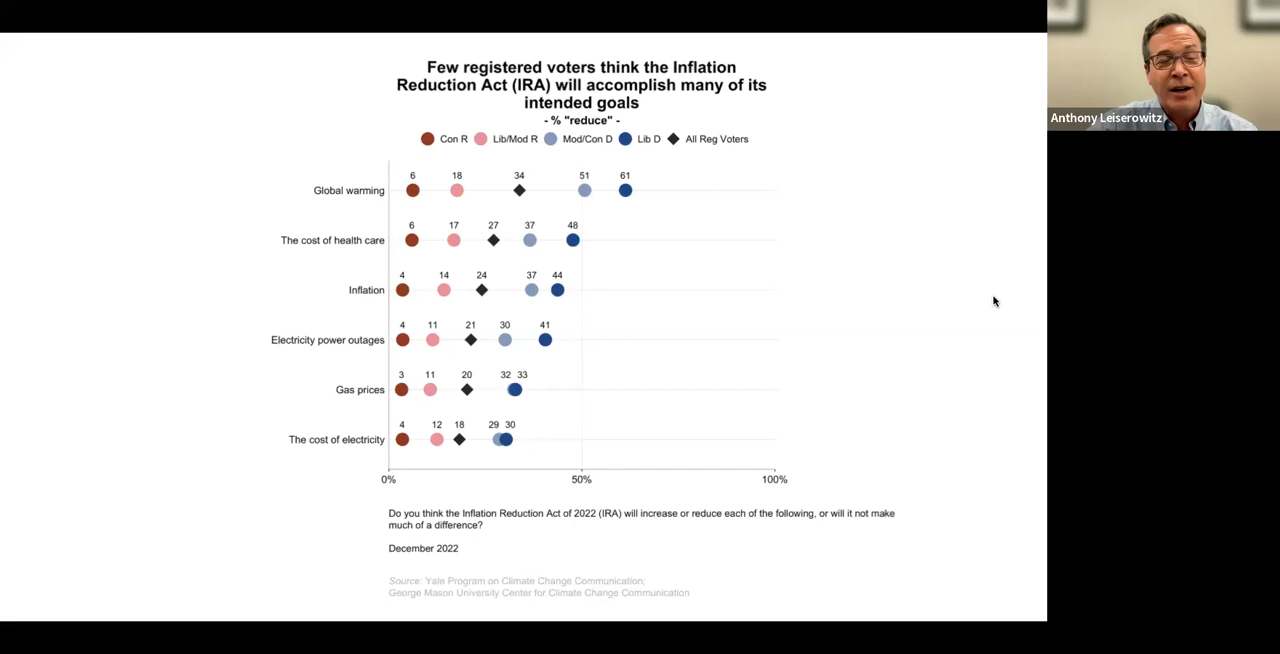 Few registered voters think the Inflation
Reduction Act (IRA) will accomplish many of its
intended goals
- % "reduce" -
Con R Lib/Mod R Mod/Con D Lib D All Reg Voters
6 18 34 51 61
Global warming
6 17 27 37 48
The cost of health care
4 14 24 37 44
Inflation
4 11 21 30 41
Electricity power outages
3 11 20 32 33
Gas prices
4 12 18 29 30
The cost of electricity
0% 50% 100%
Do you think the Inflation Reduction Act of 2022 (IRA) will increase or reduce each of the following, or will it not make
much of a difference?
December 2022
Source: Yale Program on Climate Change Communication;
George Mason University Center for Climate Change Communication
Anthony Leiserowitz